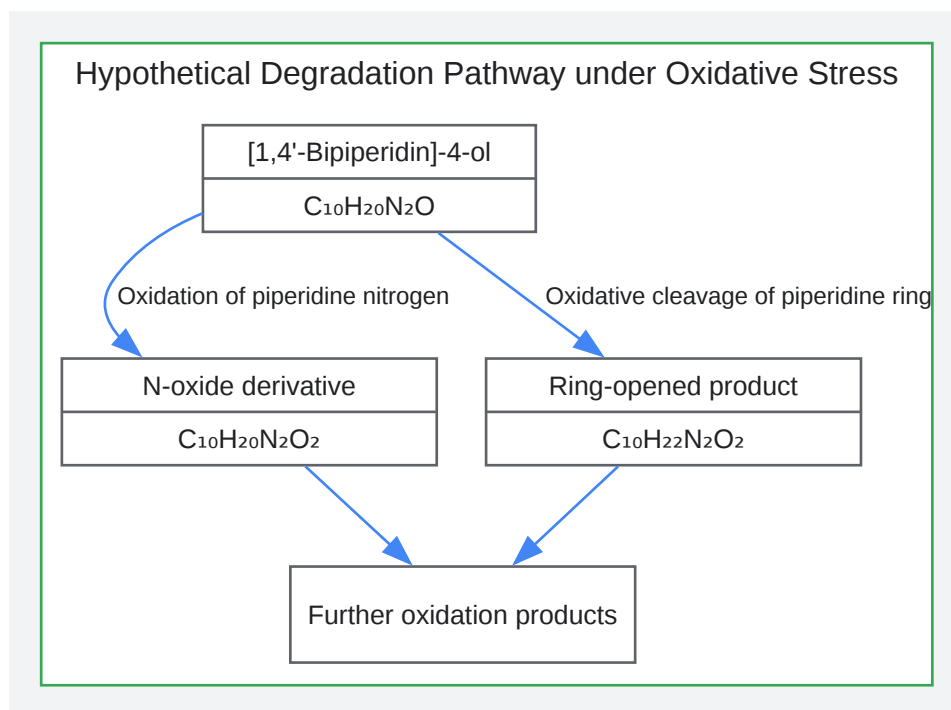 Hypothetical Degradation Pathway under Oxidative Stress
[1,4'-Bipiperidin]-4-ol
C₁₀H₂₀N₂O
Oxidation of piperidine nitrogen
Oxidative cleavage of piperidine ring
N-oxide derivative
C₁₀H₂₀N₂O₂
Ring-opened product
C₁₀H₂₂N₂O₂
Further oxidation products